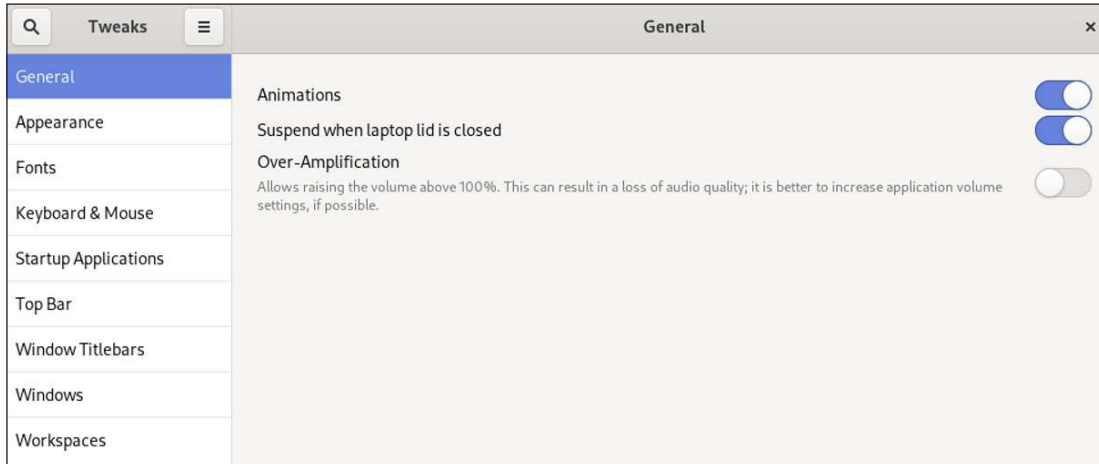 Tweaks
General
General
Appearance
Fonts
Keyboard & Mouse
Startup Applications
Top Bar
Window Titlebars
Windows
Workspaces
Animations
Suspend when laptop lid is closed
Over-Amplification
Allows raising the volume above 100%. This can result in a loss of audio quality; it is better to increase application volume
settings, if possible.